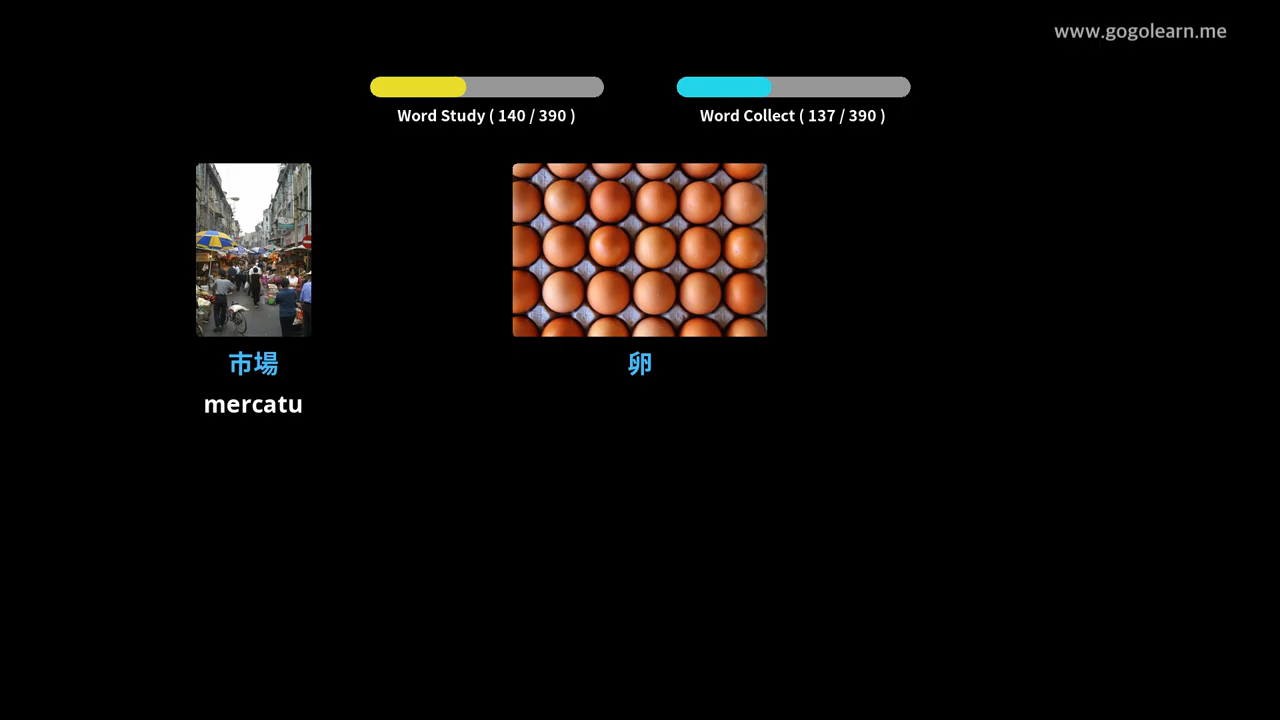 www.gogolearn.me
Word Study ( 140 / 390 )
Word Collect ( 137 / 390 )
市場
卵
mercatu